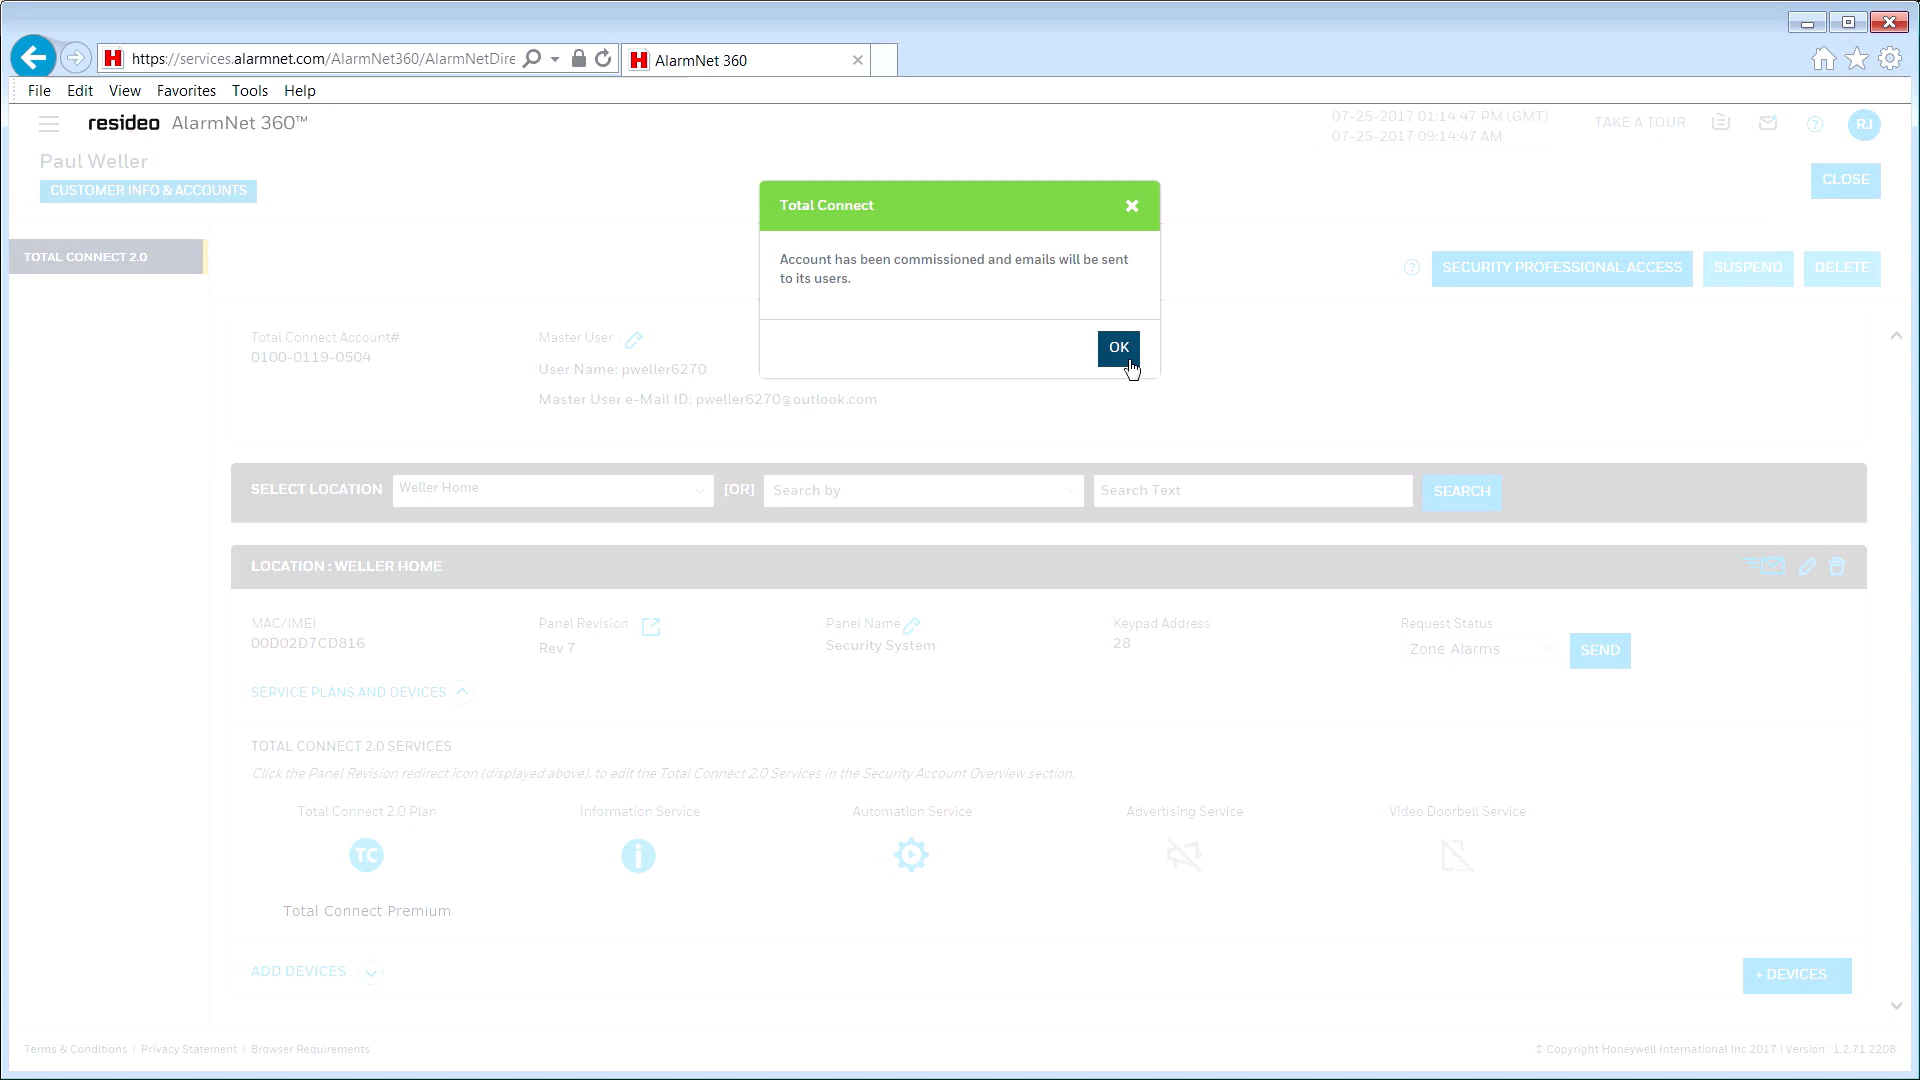 https://services.alarmnet.com/AlarmNet360/AlarmNetDire
AlarmNet 360
File Edit View Favorites Tools Help
resideo AlarmNet 360™
07-25-2017 01:14:47 PM (GMT)
07-25-2017 09:14:47 AM
TAKE A TOUR
RJ
Paul Weller
CUSTOMER INFO & ACCOUNTS
CLOSE
Total Connect
Account has been commissioned and emails will be sent
to its users.
OK
TOTAL CONNECT 2.0
SECURITY PROFESSIONAL ACCESS
SUSPEND
DELETE
Total Connect Account#
0100-0119-0504
Master User
User Name: pweller6270
Master User e-Mail ID: pweller6270@outlook.com
SELECT LOCATION Weller Home [OR] Search by Search Text SEARCH
LOCATION : WELLER HOME
MAC/IMEI
00D02D7CD816
Panel Revision
Rev 7
Panel Name
Security System
Keypad Address
28
Request Status
Zone Alarms
SEND
SERVICE PLANS AND DEVICES
TOTAL CONNECT 2.0 SERVICES
Click the Panel Revision redirect icon (displayed above), to edit the Total Connect 2.0 Services in the Security Account Overview section.
Total Connect 2.0 Plan Information Service Automation Service Advertising Service Video Doorbell Service
TC
Total Connect Premium
ADD DEVICES
+ DEVICES
Terms & Conditions | Privacy Statement | Browser Requirements
© Copyright Honeywell International Inc 2017 | Version : 1.2.71.2208